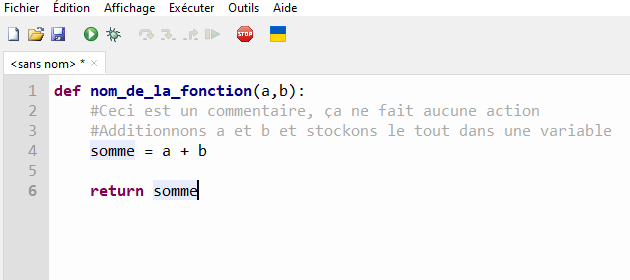 Fichier Édition Affichage Exécuter Outils Aide
STOP
<sans nom> * ×
1 def nom_de_la_fonction(a,b):
2 #Ceci est un commentaire, ça ne fait aucune action
3 #Additionnons a et b et stockons le tout dans une variable
4 somme = a + b
5
6 return somme